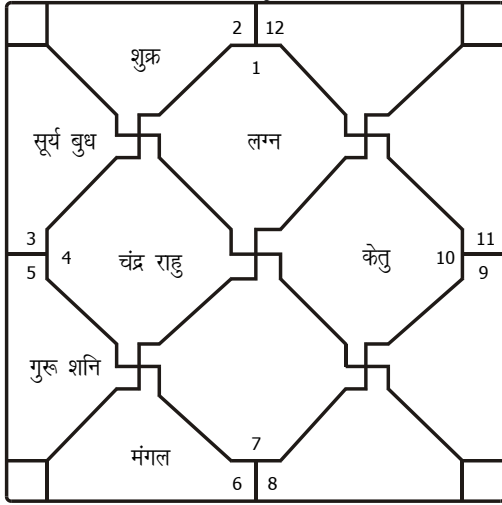 2 12
शुक्र
1
सूर्य बुध लग्न
3 11
4 चंद्र राहु केतु 10
5 9
गुरू शनि
7
मंगल
6 8